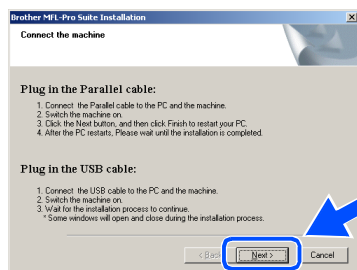 Brother MFL-Pro Suite Installation
Connect the machine
Plug in the Parallel cable:
1. Connect the Parallel cable to the PC and the machine.
2. Switch the machine on.
3. Click the Next button, and then click Finish to restart your PC.
4. After the PC restarts, Please wait until the installation is completed.
Plug in the USB cable:
1. Connect the USB cable to the PC and the machine.
2. Switch the machine on.
3. Wait for the installation process to continue.
* Some windows will open and close during the installation process.
< Back Next > Cancel